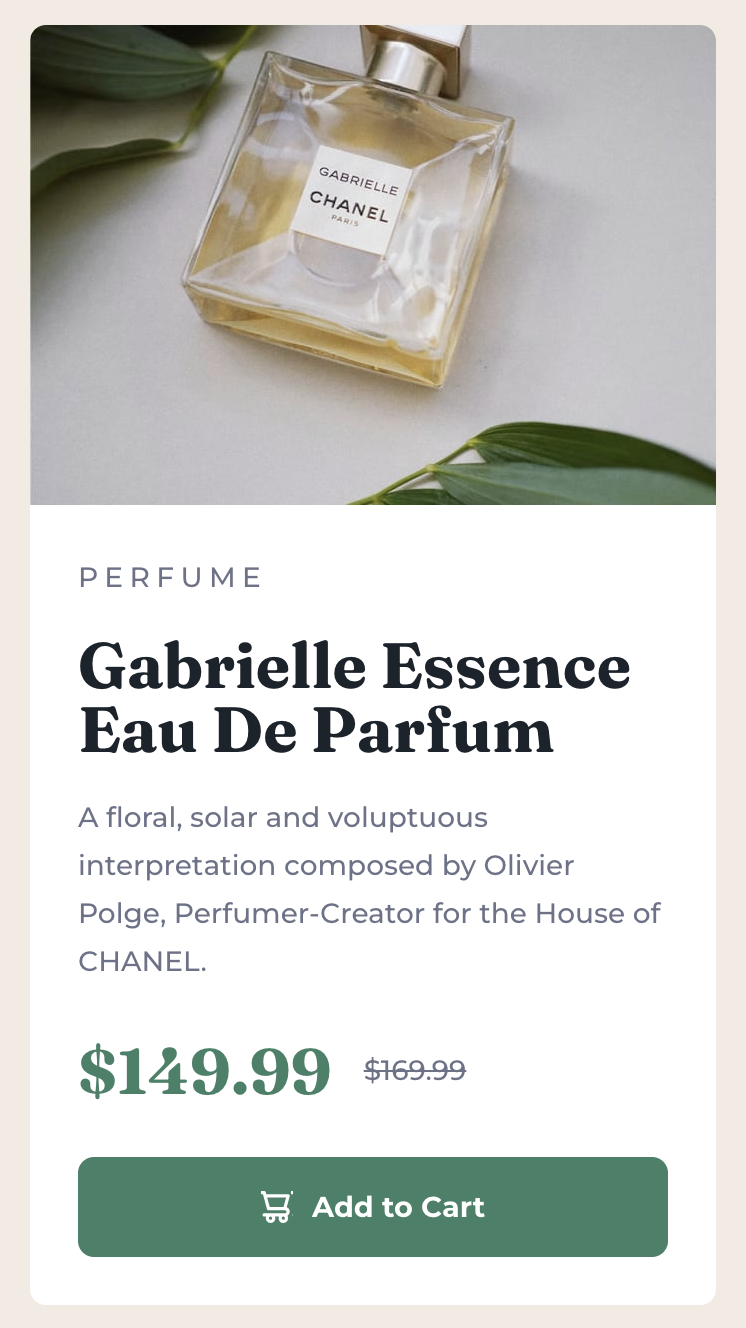 GABRIELLE
CHANEL
PARIS
PERFUME
Gabrielle Essence
Eau De Parfum
A floral, solar and voluptuous
interpretation composed by Olivier
Polge, Perfumer-Creator for the House of
CHANEL.
$149.99 $169.99
Add to Cart